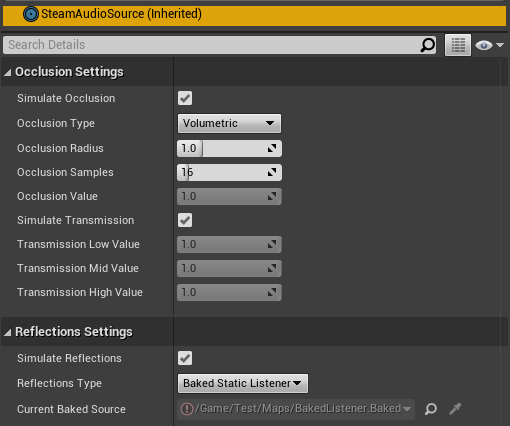 SteamAudioSource (Inherited)
Search Details
Occlusion Settings
Simulate Occlusion
Occlusion Type Volumetric
Occlusion Radius 1.0
Occlusion Samples 16
Occlusion Value 1.0
Simulate Transmission
Transmission Low Value 1.0
Transmission Mid Value 1.0
Transmission High Value 1.0
Reflections Settings
Simulate Reflections
Reflections Type Baked Static Listener
Current Baked Source /Game/Test/Maps/BakedListener.Baked